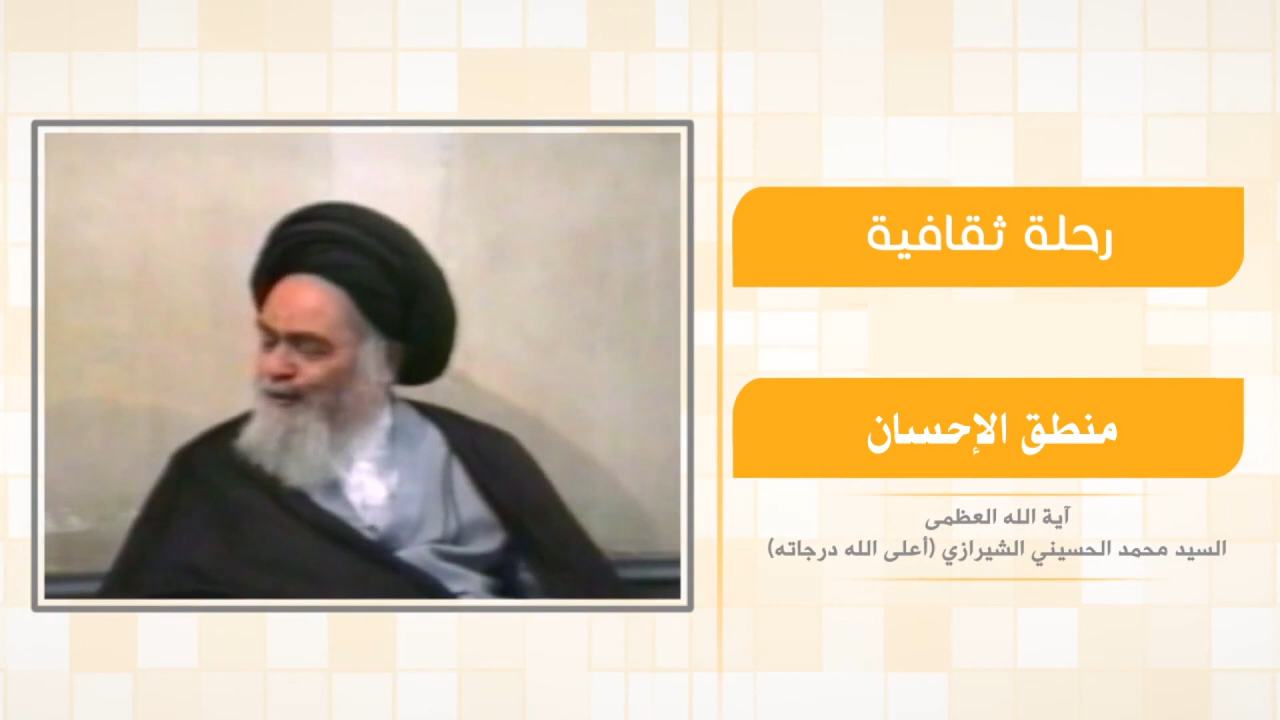 رحلة ثقافية
منطق الإحسان
آية الله العظمى
السيد محمد الحسيني الشيرازي (أعلى الله درجاته)